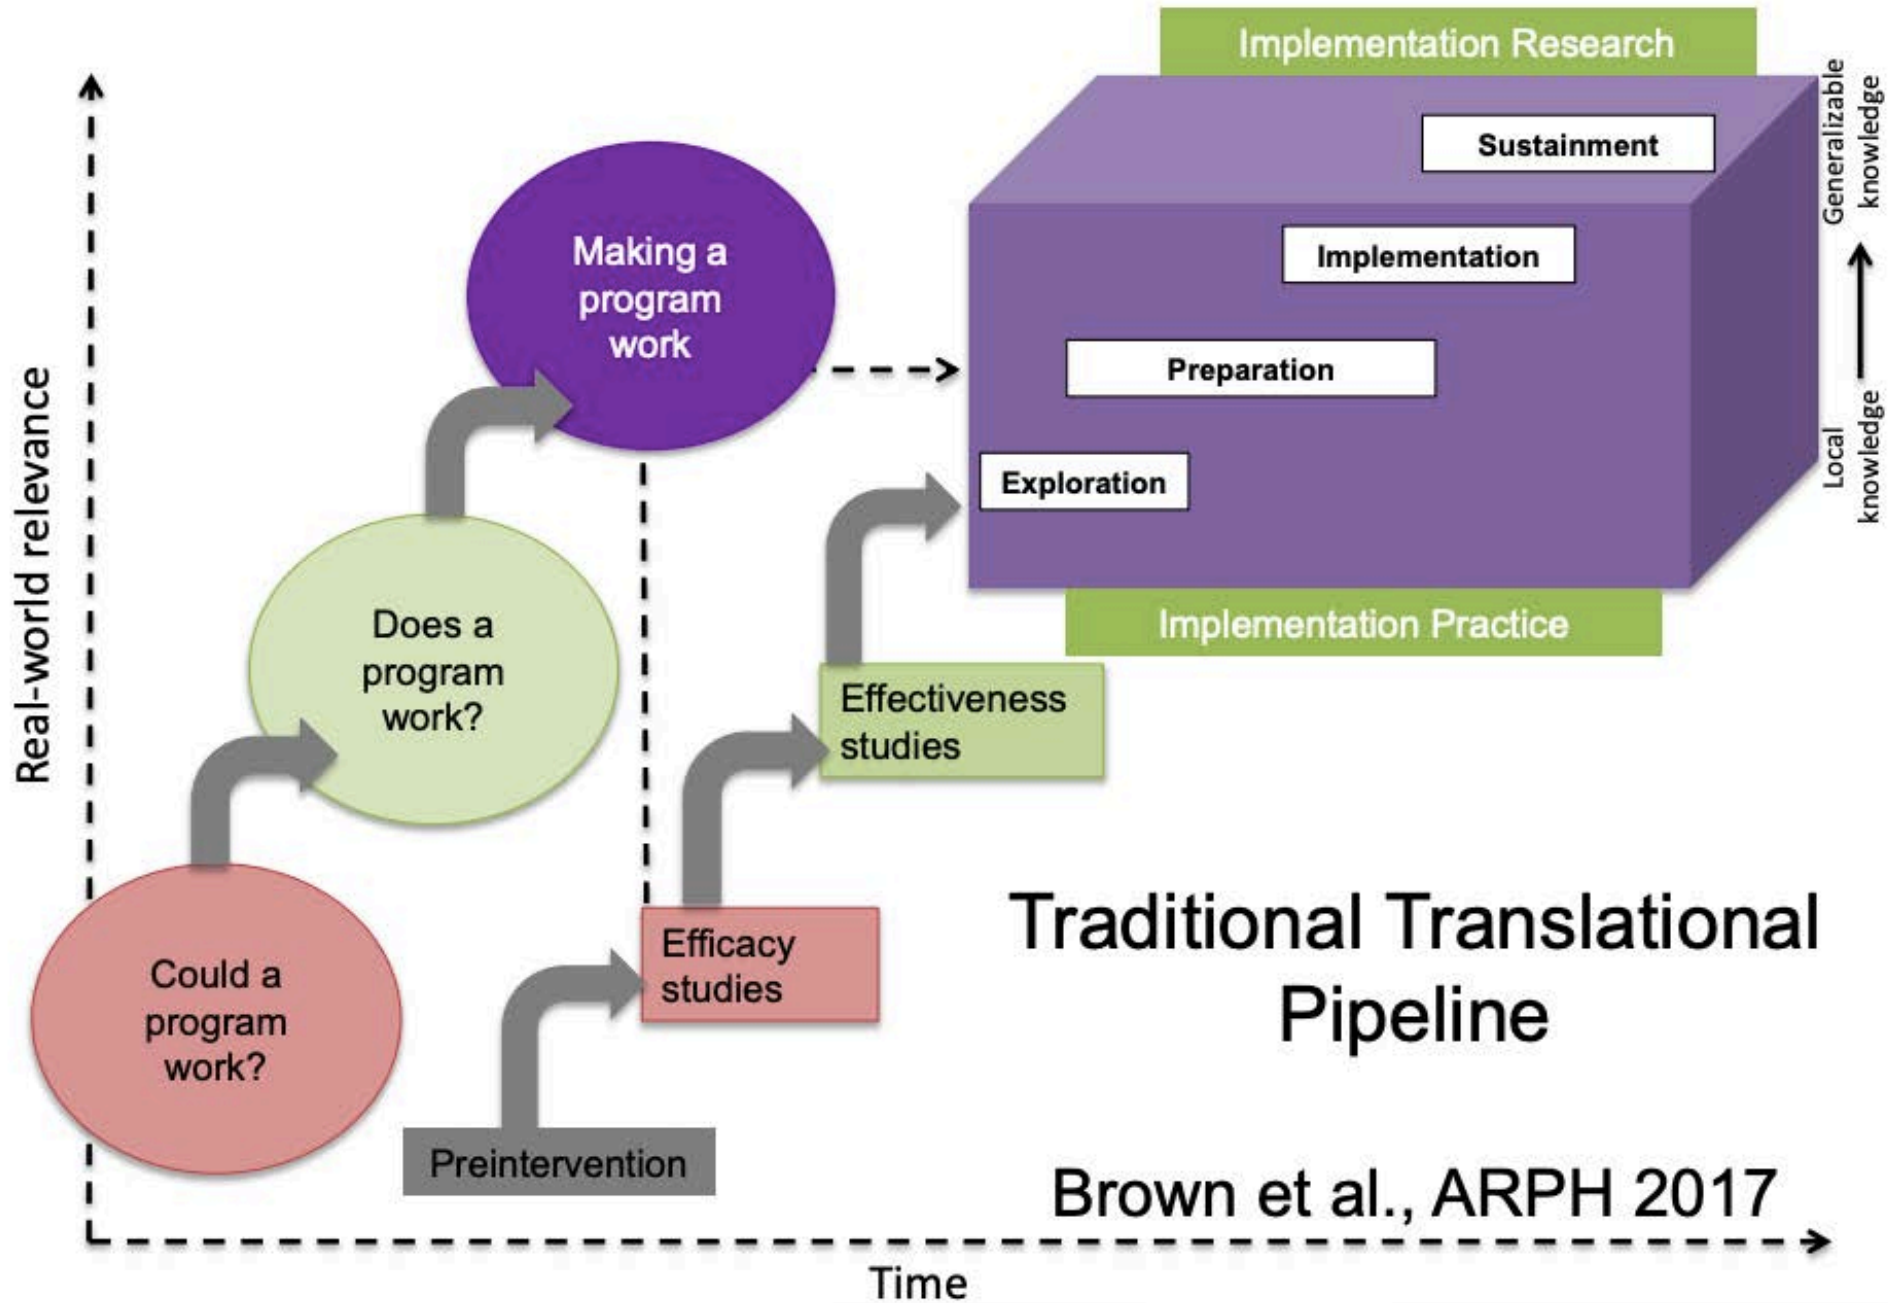 Implementation Research
Sustainment
Implementation
Preparation
Exploration
Implementation Practice
Generalizable
knowledge
Local
knowledge
Making a
program
work
Does a
program
work?
Could a
program
work?
Effectiveness
studies
Efficacy
studies
Preintervention
Real-world relevance
Traditional Translational
Pipeline
Brown et al., ARPH 2017
Time